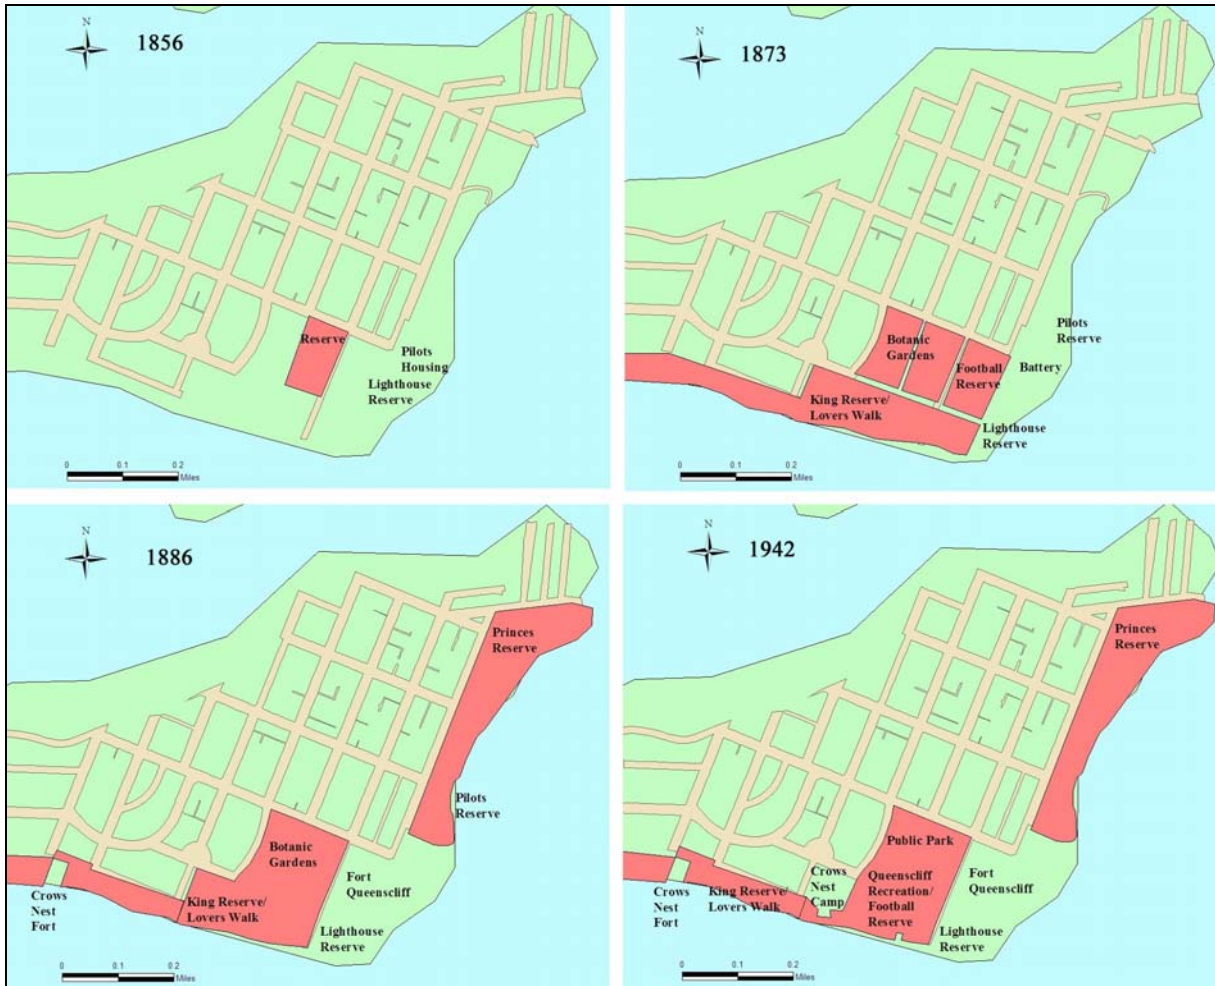 N
1856
Reserve
Pilots
Housing
Lighthouse
Reserve
0 0.1 0.2
Miles
N
1873
Pilots
Reserve
Botanic
Gardens
Football
Reserve
Battery
King Reserve/
Lovers Walk
Lighthouse
Reserve
0 0.1 0.2
Miles
N
1886
Princes
Reserve
Pilots
Reserve
Botanic
Gardens
Fort
Queenscliff
Crows
Nest
Fort
King Reserve/
Lovers Walk
Lighthouse
Reserve
0 0.1 0.2
Miles
N
1942
Princes
Reserve
Public Park
Crows
Nest
Camp
Queenscliff
Recreation/
Football
Reserve
Fort
Queenscliff
Crows
Nest
Fort
King Reserve/
Lovers Walk
Lighthouse
Reserve
0 0.1 0.2
Miles